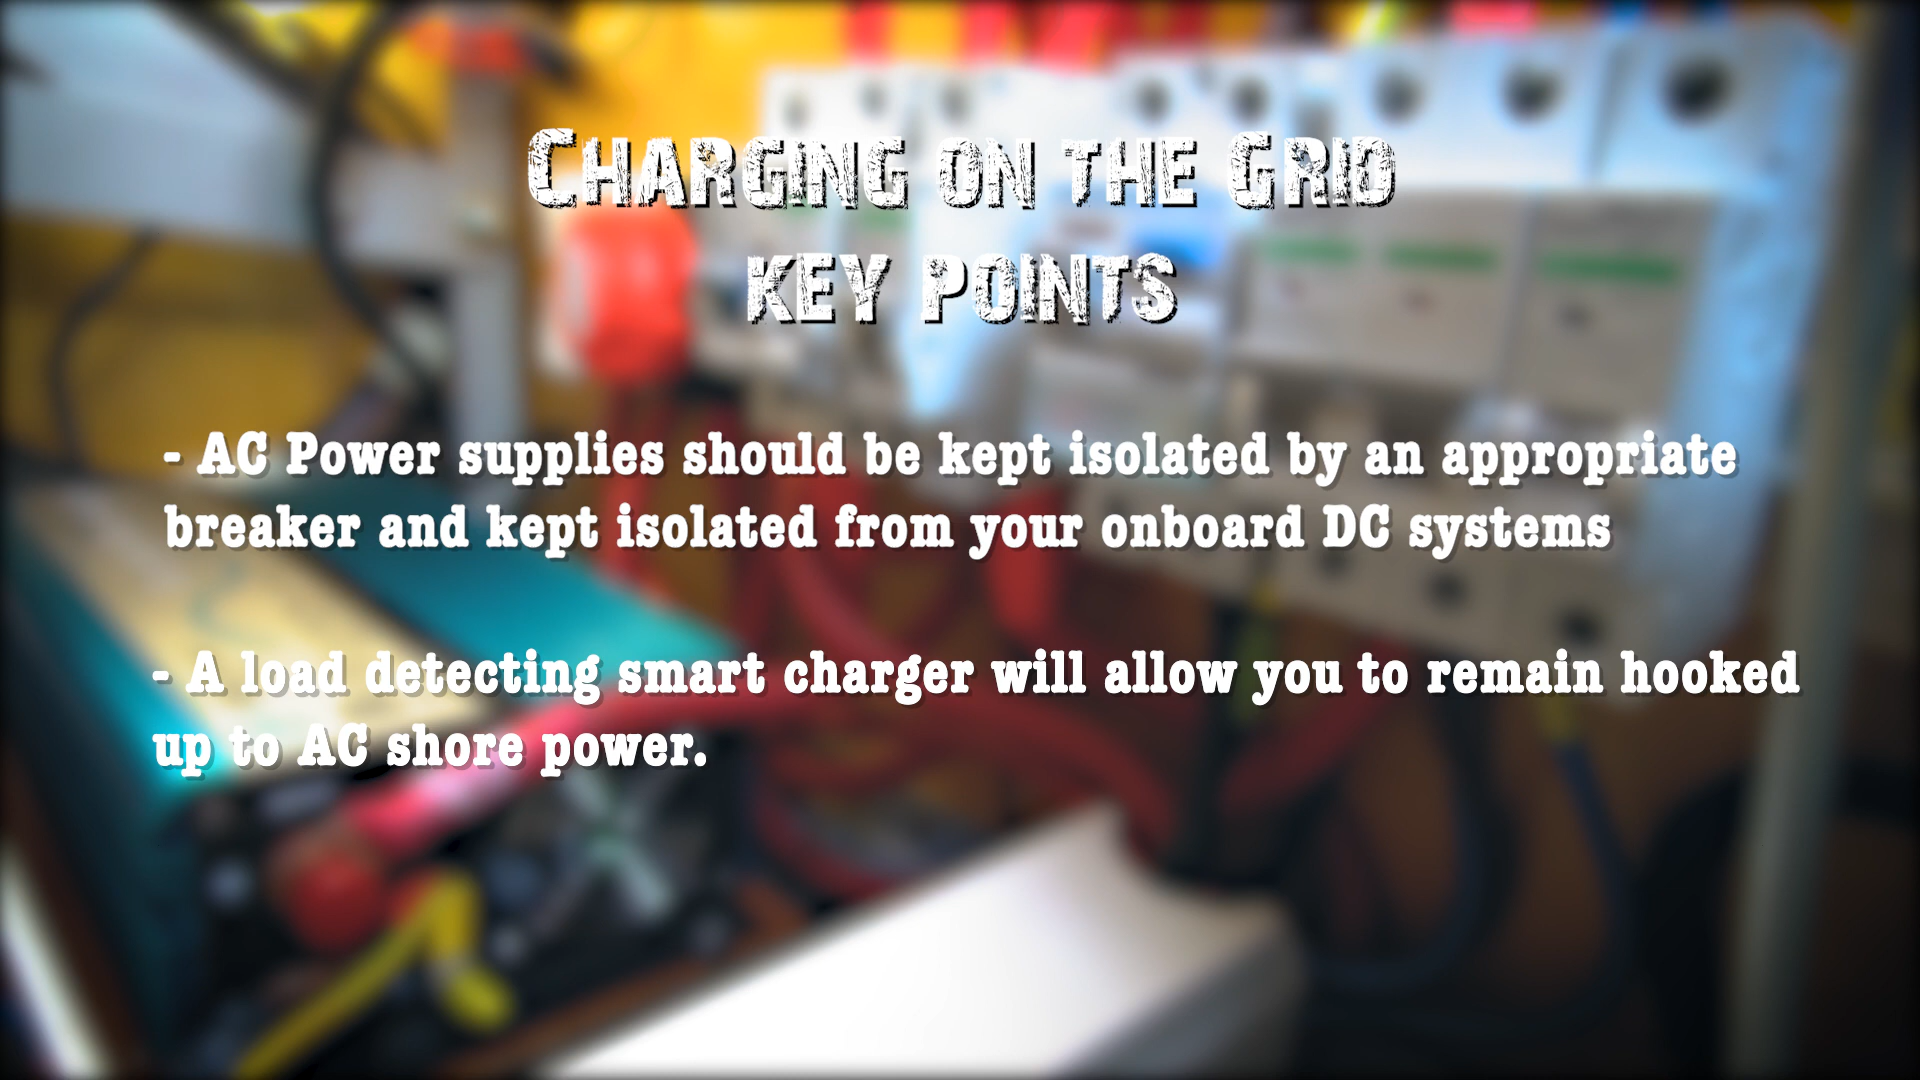 Charging on the Grid
key points
- AC Power supplies should be kept isolated by an appropriate
breaker and kept isolated from your onboard DC systems
- A load detecting smart charger will allow you to remain hooked
up to AC shore power.